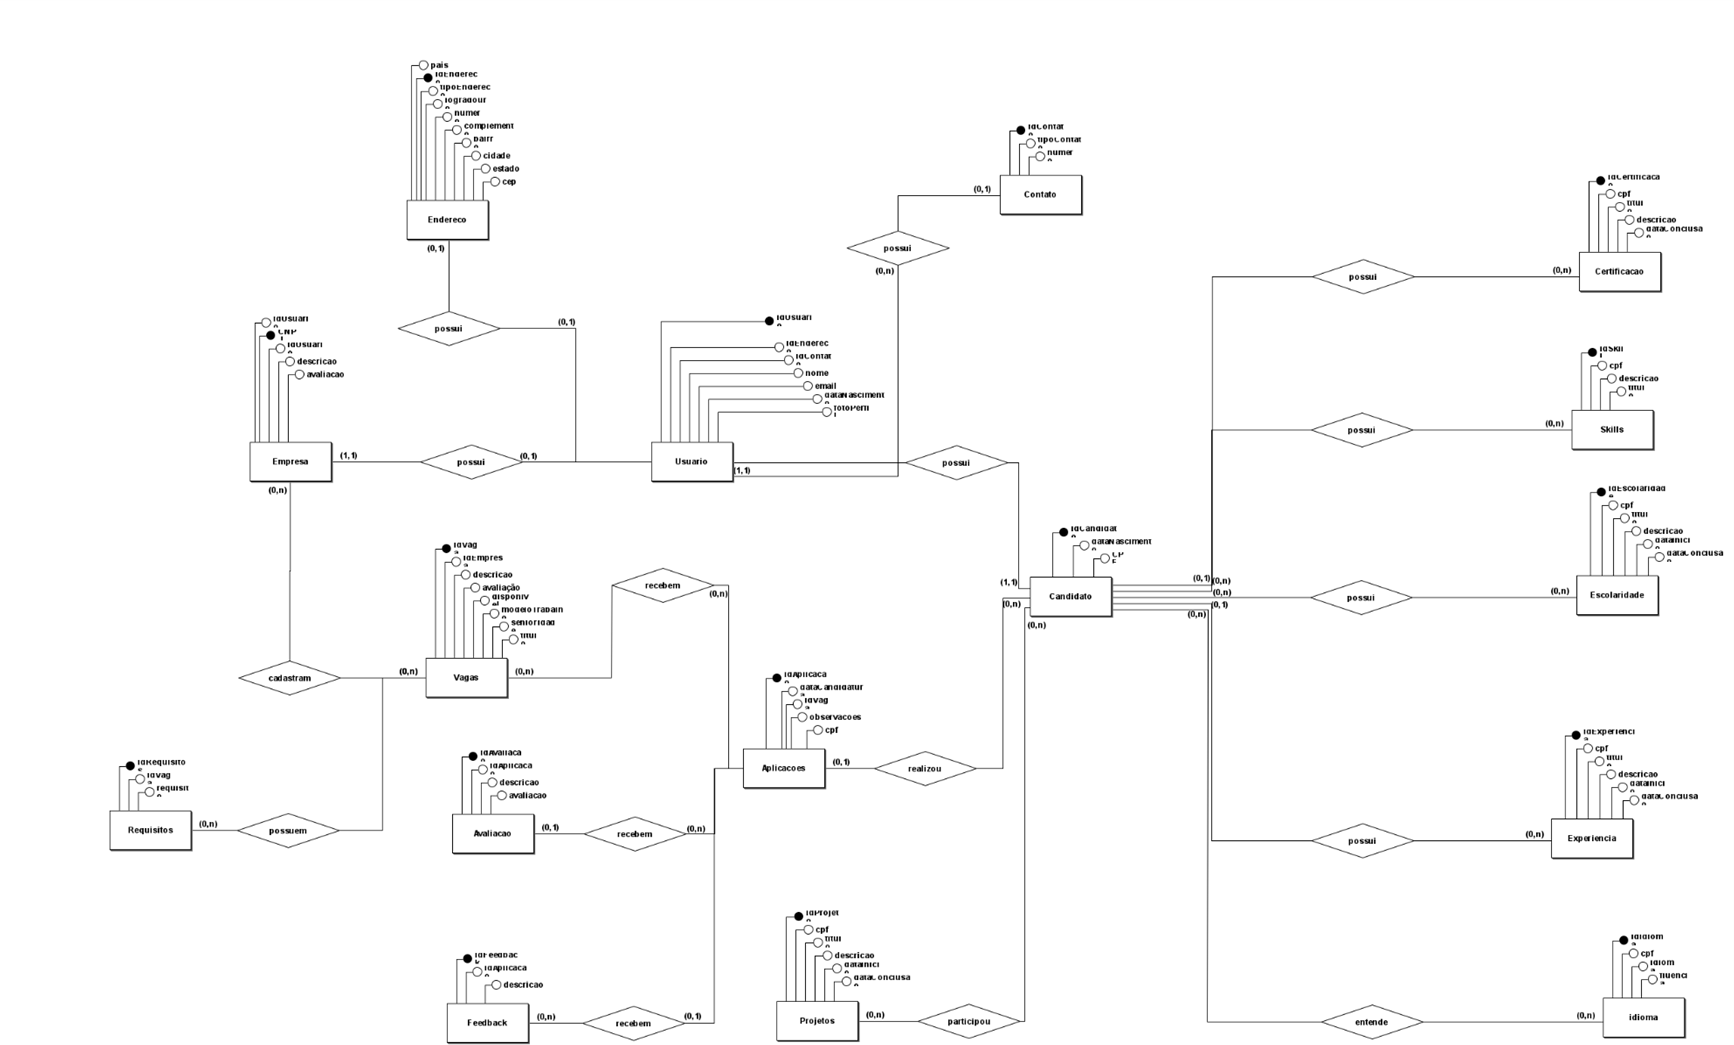 pais
idEnderec
tipoEnderec
logradour
numer
complement
bairr
cidade
estado
cep
Endereco
(0,1)
possui
(0,1)
idContat
tipoContat
numer
Contato
(0,1)
possui
(0,n)
idCertificaca
cpf
titul
descricao
dataConclusa
Certificacao
(0,n)
possui
idUsuari
CNP
idUsuari
descricao
avaliacao
Empresa
(1,1)
possui
(0,1)
(0,n)
idUsuari
idEnderec
idContat
nome
email
dataNasciment
fotoPerfi
Usuario
(1,1)
possui
idSkil
cpf
descricao
titul
Skills
(0,n)
possui
idEscolaridad
cpf
titul
descricao
dataInici
dataConclusa
Escolaridade
(0,n)
possui
idCandidat
dataNasciment
CP
Candidato
(1,1)
(0,n)
(0,n)
(0,1)
(0,n)
(0,n)
(0,1)
(0,n)
idVag
idEmpres
descricao
avaliação
disponiv
modeloTrabalh
senioridad
titul
Vagas
(0,n)
(0,n)
cadastram
recebem
(0,n)
idAplicaca
dataCandidatur
idVag
observacoes
cpf
Aplicacoes
(0,1)
realizou
idRequisito
idVag
requisit
Requisitos
(0,n)
possuem
idAvaliaca
idAplicaca
descricao
avaliacao
Avaliacao
(0,1)
recebem
(0,n)
idExperienci
cpf
titul
descricao
dataInici
dataConclusa
Experiencia
(0,n)
possui
idFeedbac
idAplicaca
descricao
Feedback
(0,n)
recebem
(0,1)
idProjet
cpf
titul
descricao
dataInici
dataConclusa
Projetos
(0,n)
participou
idIdiom
cpf
idiom
fluenci
idioma
(0,n)
entende